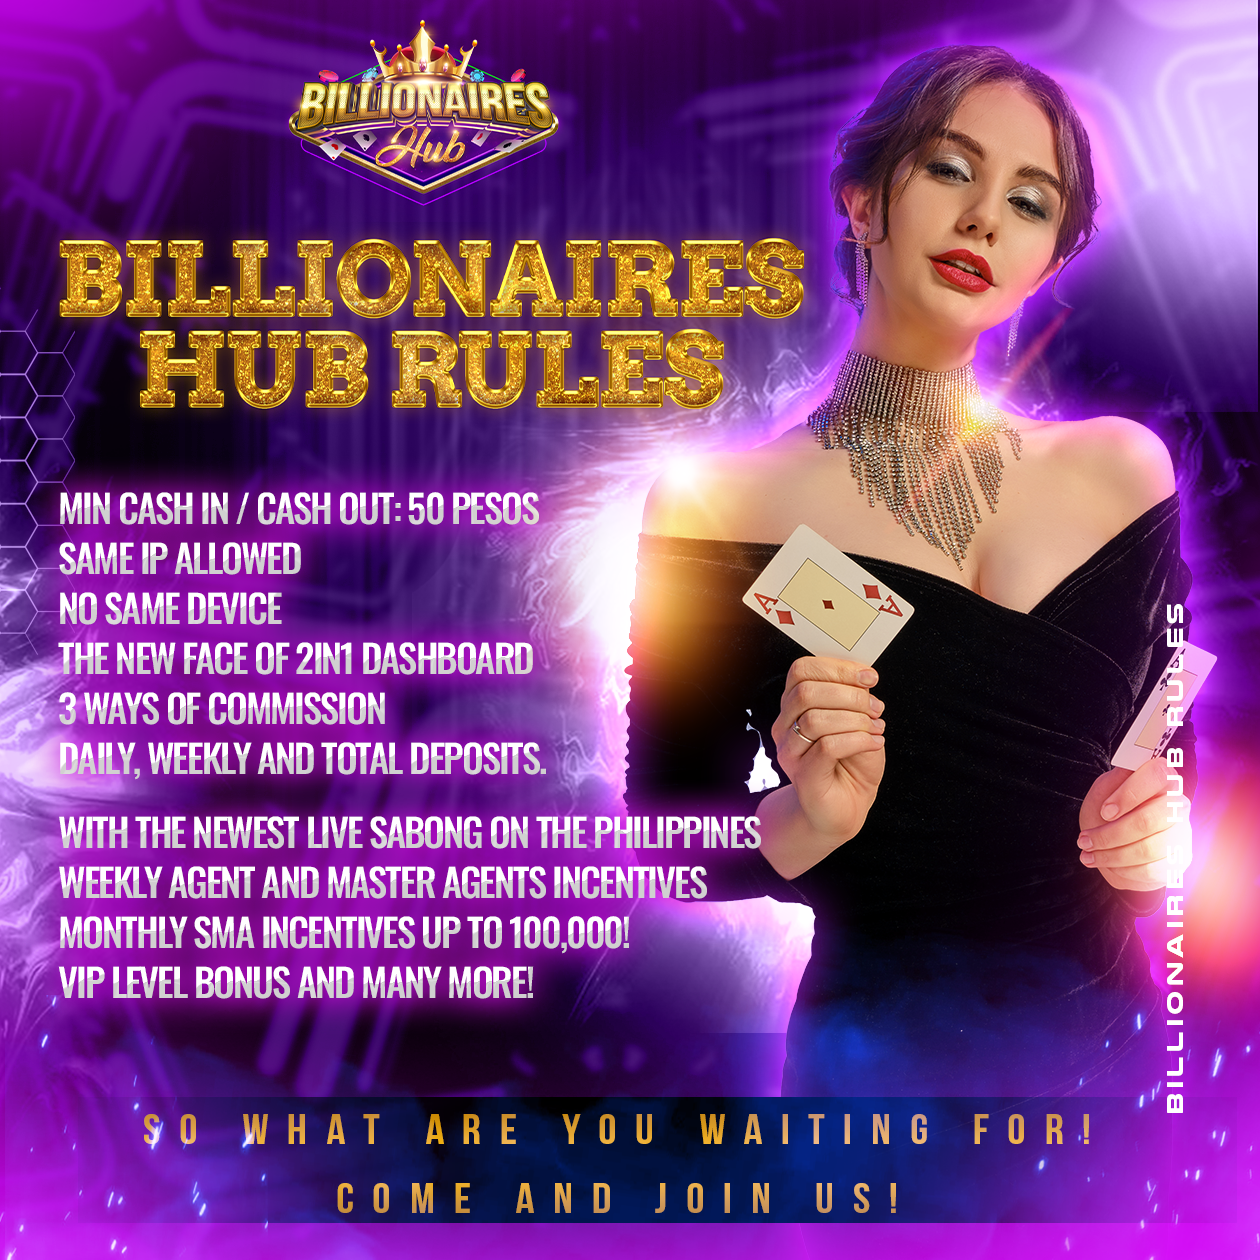 BILLIONAIRES
Hub
BILLIONAIRES
HUB RULES
MIN CASH IN / CASH OUT: 50 PESOS
SAME IP ALLOWED
NO SAME DEVICE
THE NEW FACE OF 2IN1 DASHBOARD
3 WAYS OF COMMISSION
DAILY, WEEKLY AND TOTAL DEPOSITS.
WITH THE NEWEST LIVE SABONG ON THE PHILIPPINES
WEEKLY AGENT AND MASTER AGENTS INCENTIVES
MONTHLY SMA INCENTIVES UP TO 100,000!
VIP LEVEL BONUS AND MANY MORE!
A
A
BILLIONAIRES HUB RULES
SO WHAT ARE YOU WAITING FOR!
COME AND JOIN US!